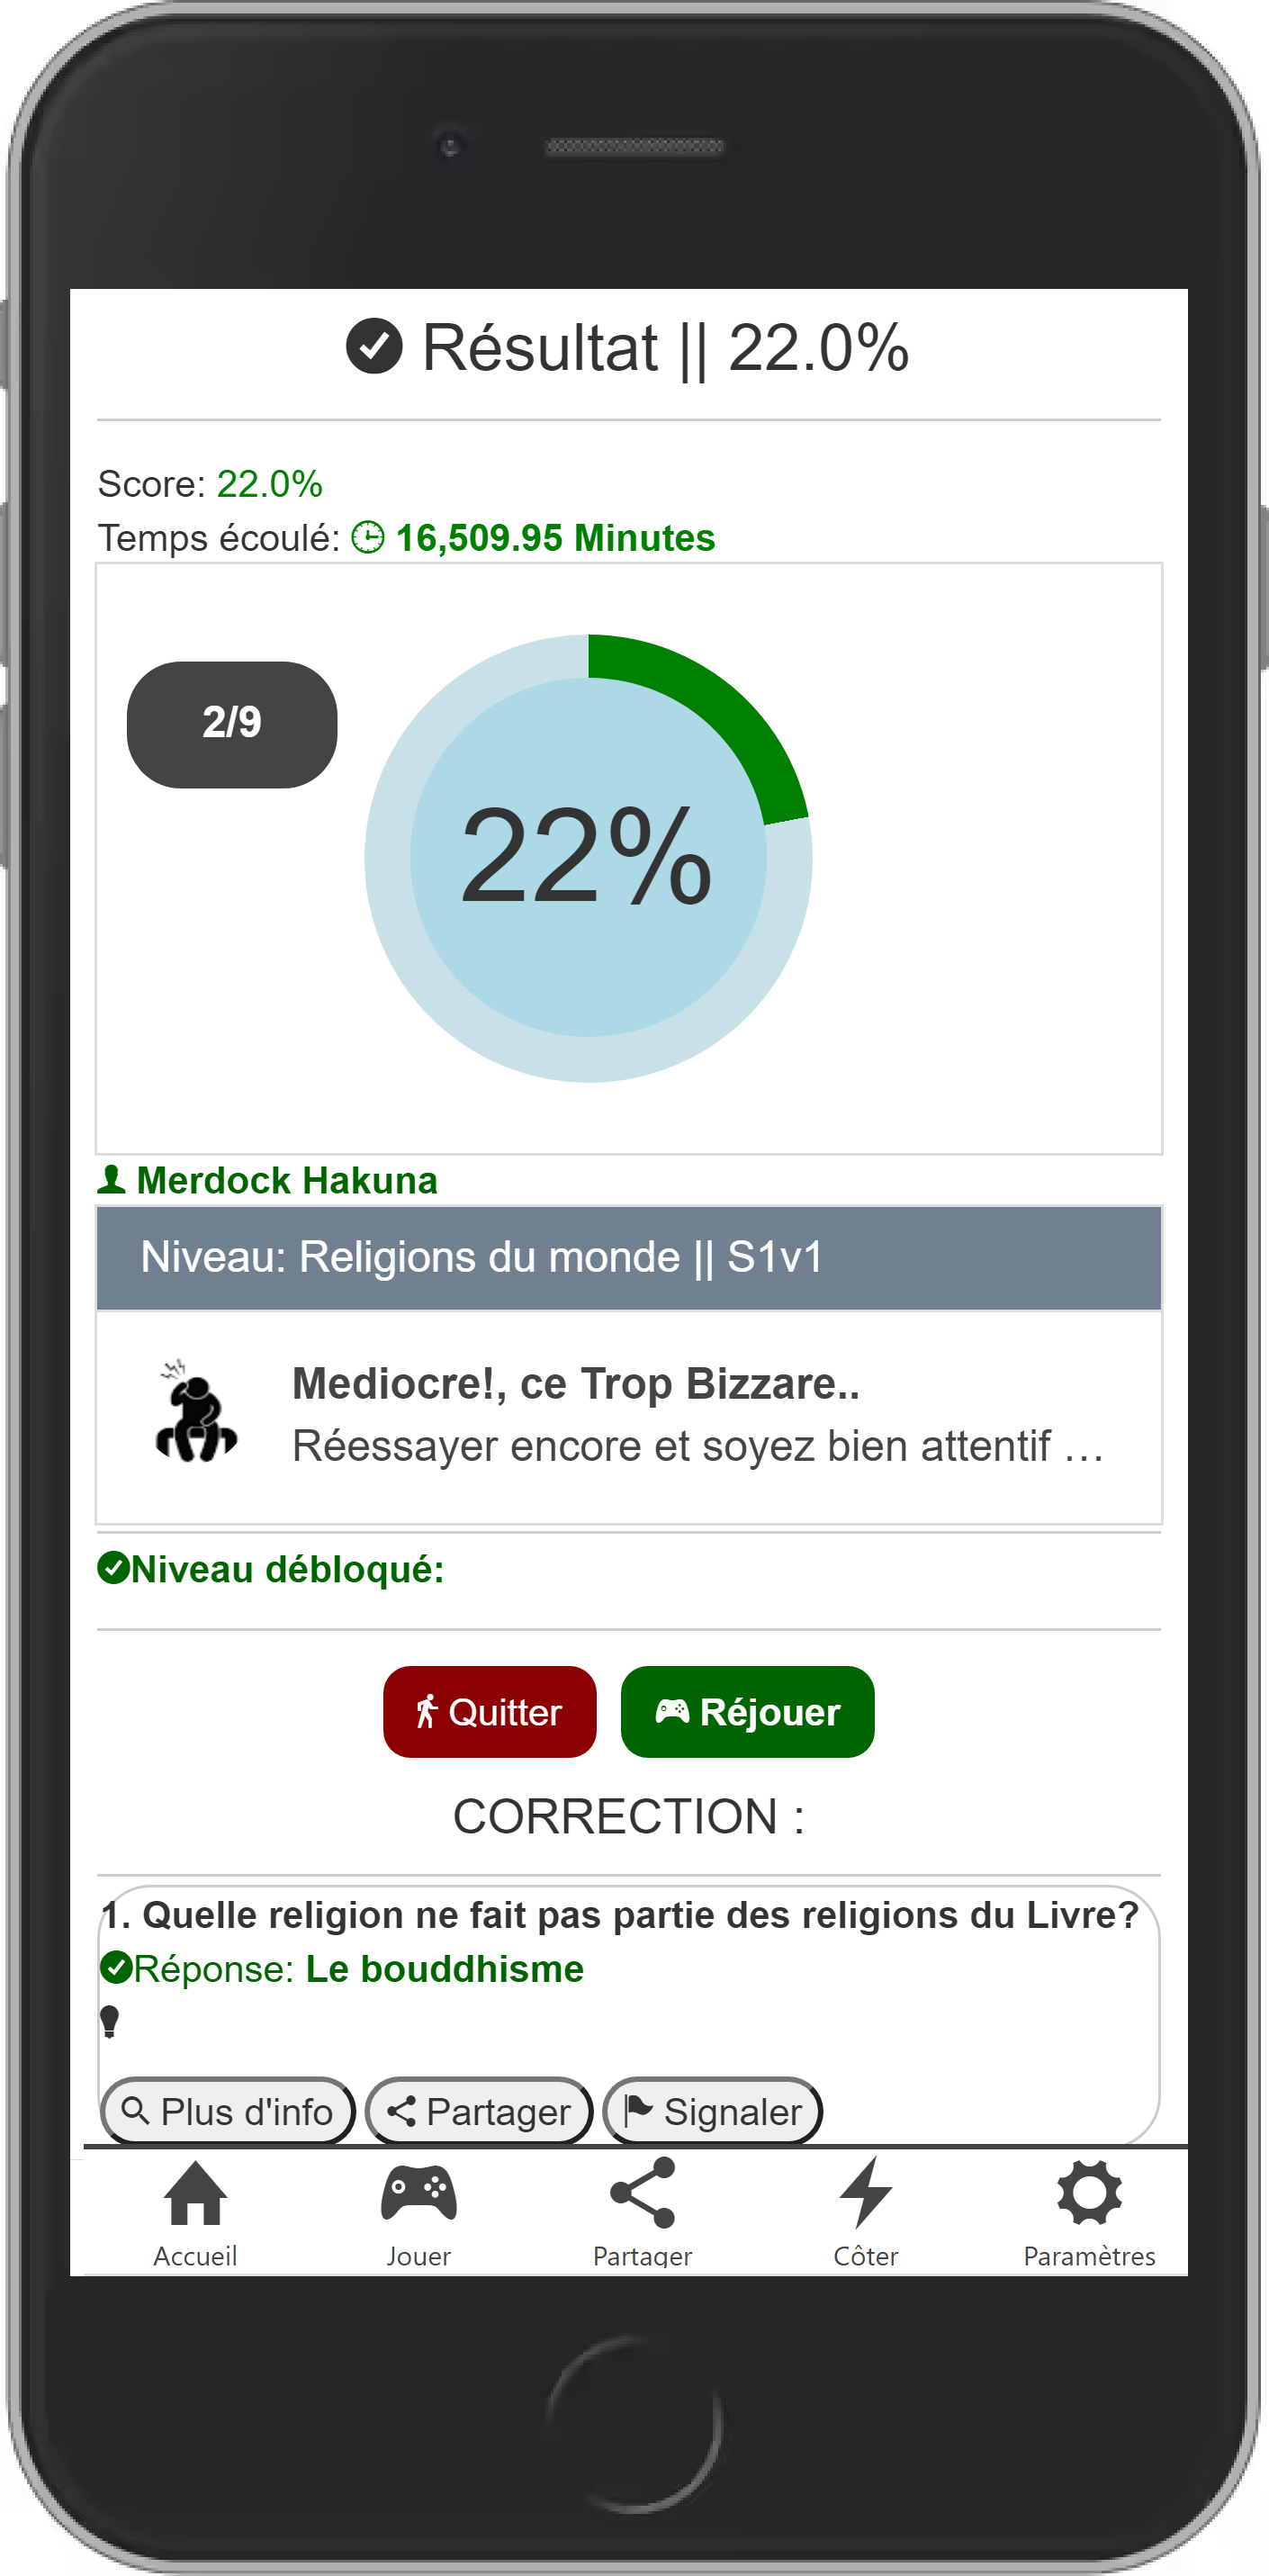 Résultat || 22.0%
Score: 22.0%
Temps écoulé: 16,509.95 Minutes
2/9
22%
Merdock Hakuna
Niveau: Religions du monde || S1v1
Mediocre!, ce Trop Bizzare..
Réessayer encore et soyez bien attentif ...
Niveau débloqué:
Quitter
Réjouer
CORRECTION :
1. Quelle religion ne fait pas partie des religions du Livre?
Réponse: Le bouddhisme
Plus d'info
Partager
Signaler
Accueil
Jouer
Partager
Côter
Paramètres